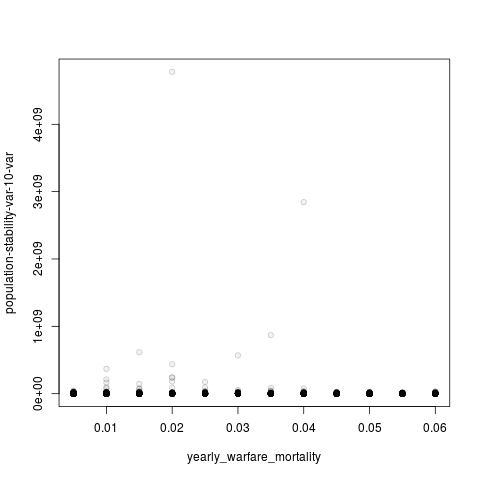 population-stability-var-10-var
4e+09
3e+09
2e+09
1e+09
0e+00
0.01 0.02 0.03 0.04 0.05 0.06
yearly_warfare_mortality